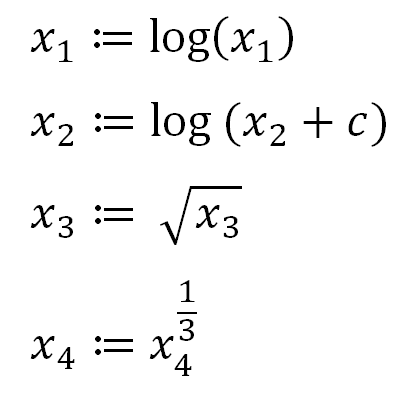 x₁ := log(x₁)
x₂ := log (x₂ + c)
x₃ := √x₃
x₄ := x₄^(1/3)